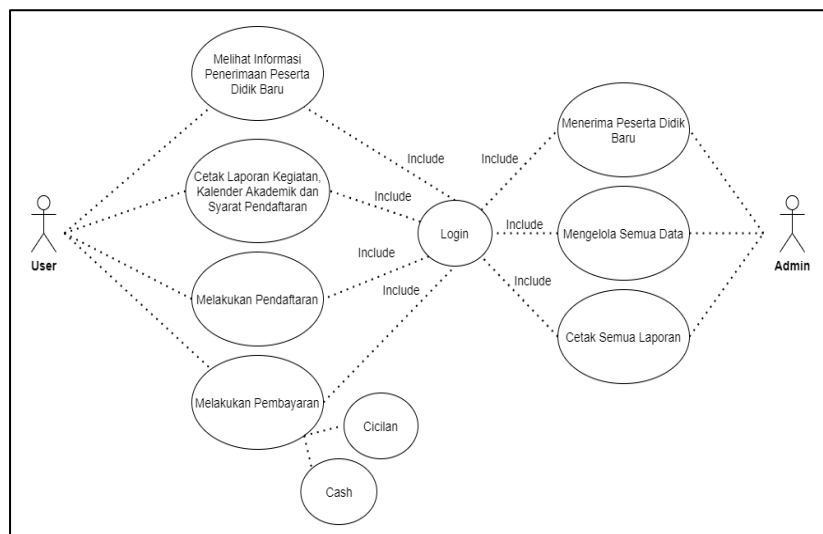 Melihat Informasi
Penerimaan Peserta
Didik Baru
Cetak Laporan Kegiatan,
Kalender Akademik dan
Syarat Pendaftaran
Melakukan Pendaftaran
Melakukan Pembayaran
Cicilan
Cash
User
Include
Include
Include
Include
Login
Include
Include
Include
Menerima Peserta Didik
Baru
Mengelola Semua Data
Cetak Semua Laporan
Admin